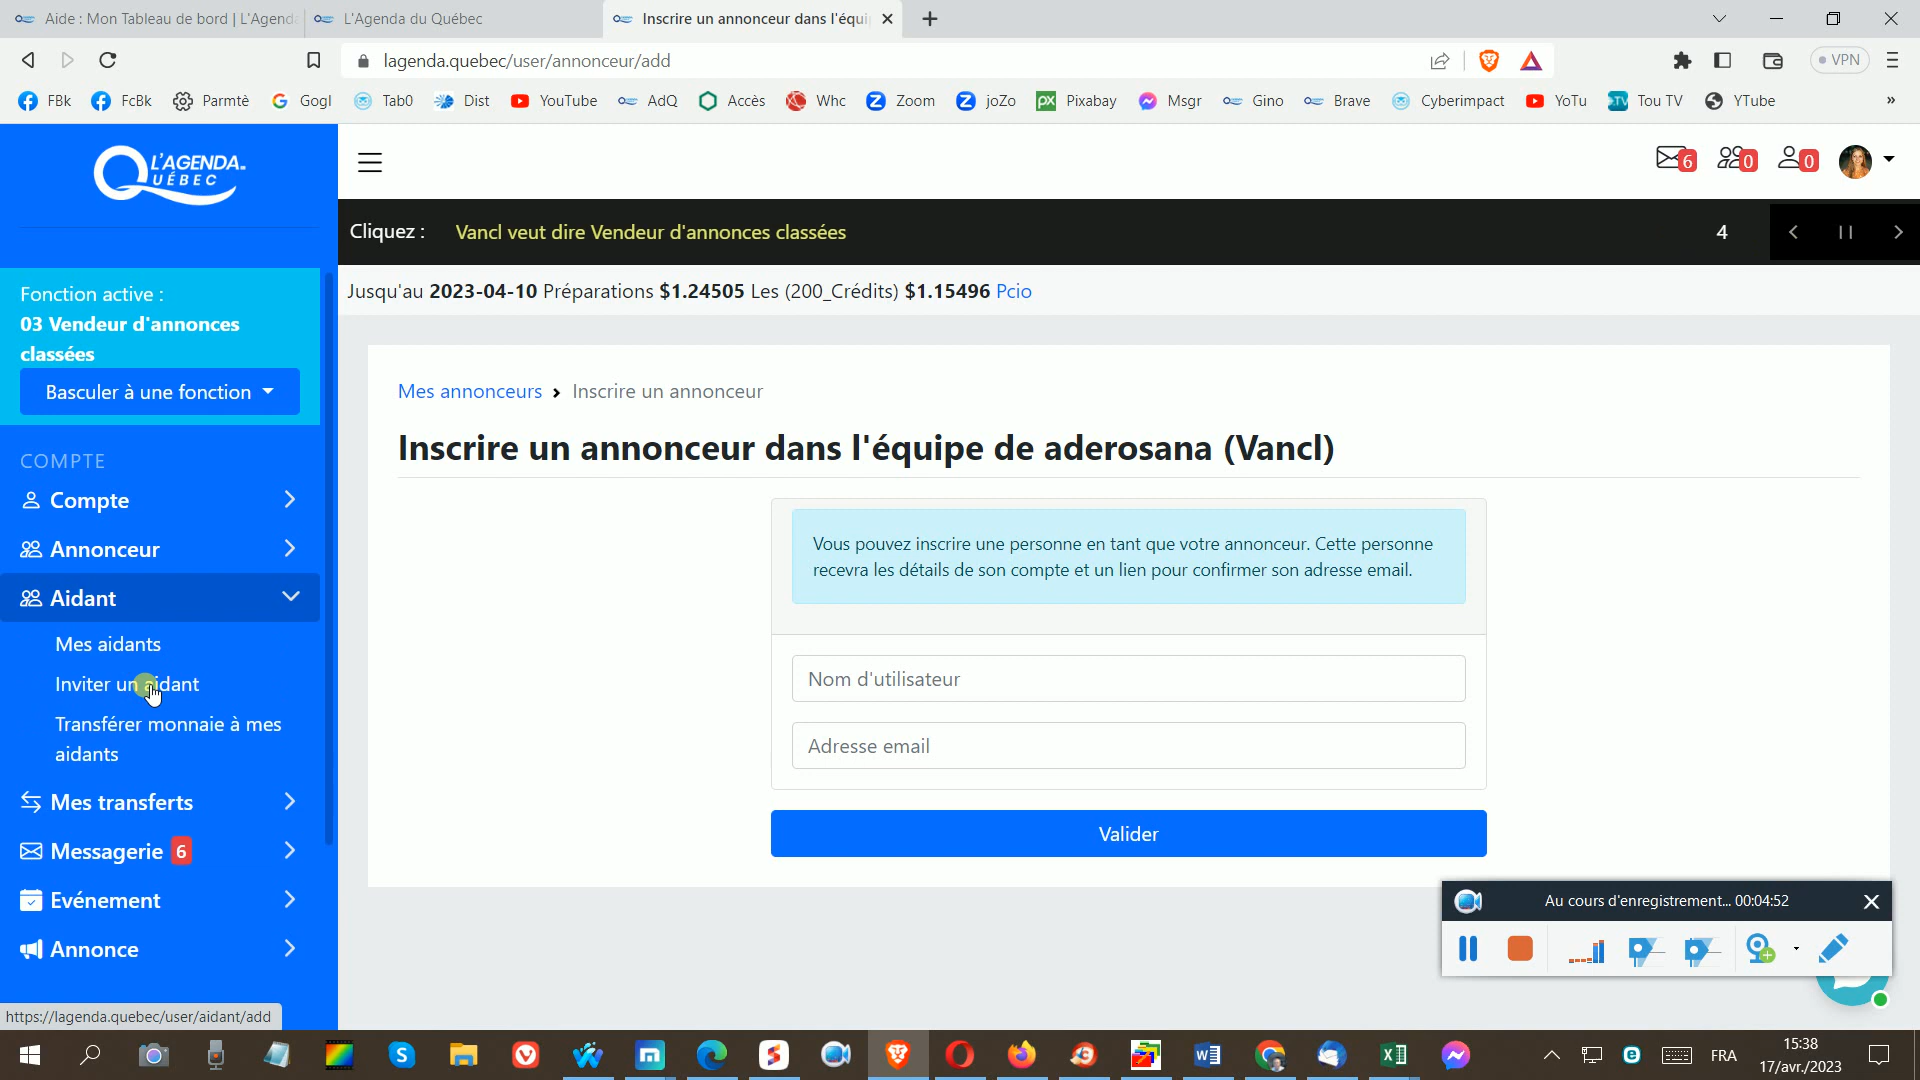 Aide : Mon Tableau de bord | L'Agend
L'Agenda du Québec
Inscrire un annonceur dans l'équi
lagenda.quebec/user/annonceur/add
VPN
FBk
FcBk
Parmtè
Gogl
Tab0
Dist
YouTube
AdQ
Accès
Whc
Zoom
joZo
Pixabay
Msgr
Gino
Brave
Cyberimpact
YoTu
Tou TV
YTube
L'AGENDA
UÉBEC
6
0
0
Cliquez :
Vancl veut dire Vendeur d'annonces classées
4
Jusqu'au 2023-04-10 Préparations $1.24505 Les (200_Crédits) $1.15496 Pcio
Fonction active :
03 Vendeur d'annonces
classées
Basculer à une fonction
COMPTE
Compte
Annonceur
Aidant
Mes aidants
Inviter un aidant
Transférer monnaie à mes
aidants
Mes transferts
Messagerie 6
Evénement
Annonce
Mes annonceurs › Inscrire un annonceur
Inscrire un annonceur dans l'équipe de aderosana (Vancl)
Vous pouvez inscrire une personne en tant que votre annonceur. Cette personne
recevra les détails de son compte et un lien pour confirmer son adresse email.
Nom d'utilisateur
Adresse email
Valider
Au cours d'enregistrement... 00:04:52
https://lagenda.quebec/user/aidant/add
FRA
15:38
17/avr./2023